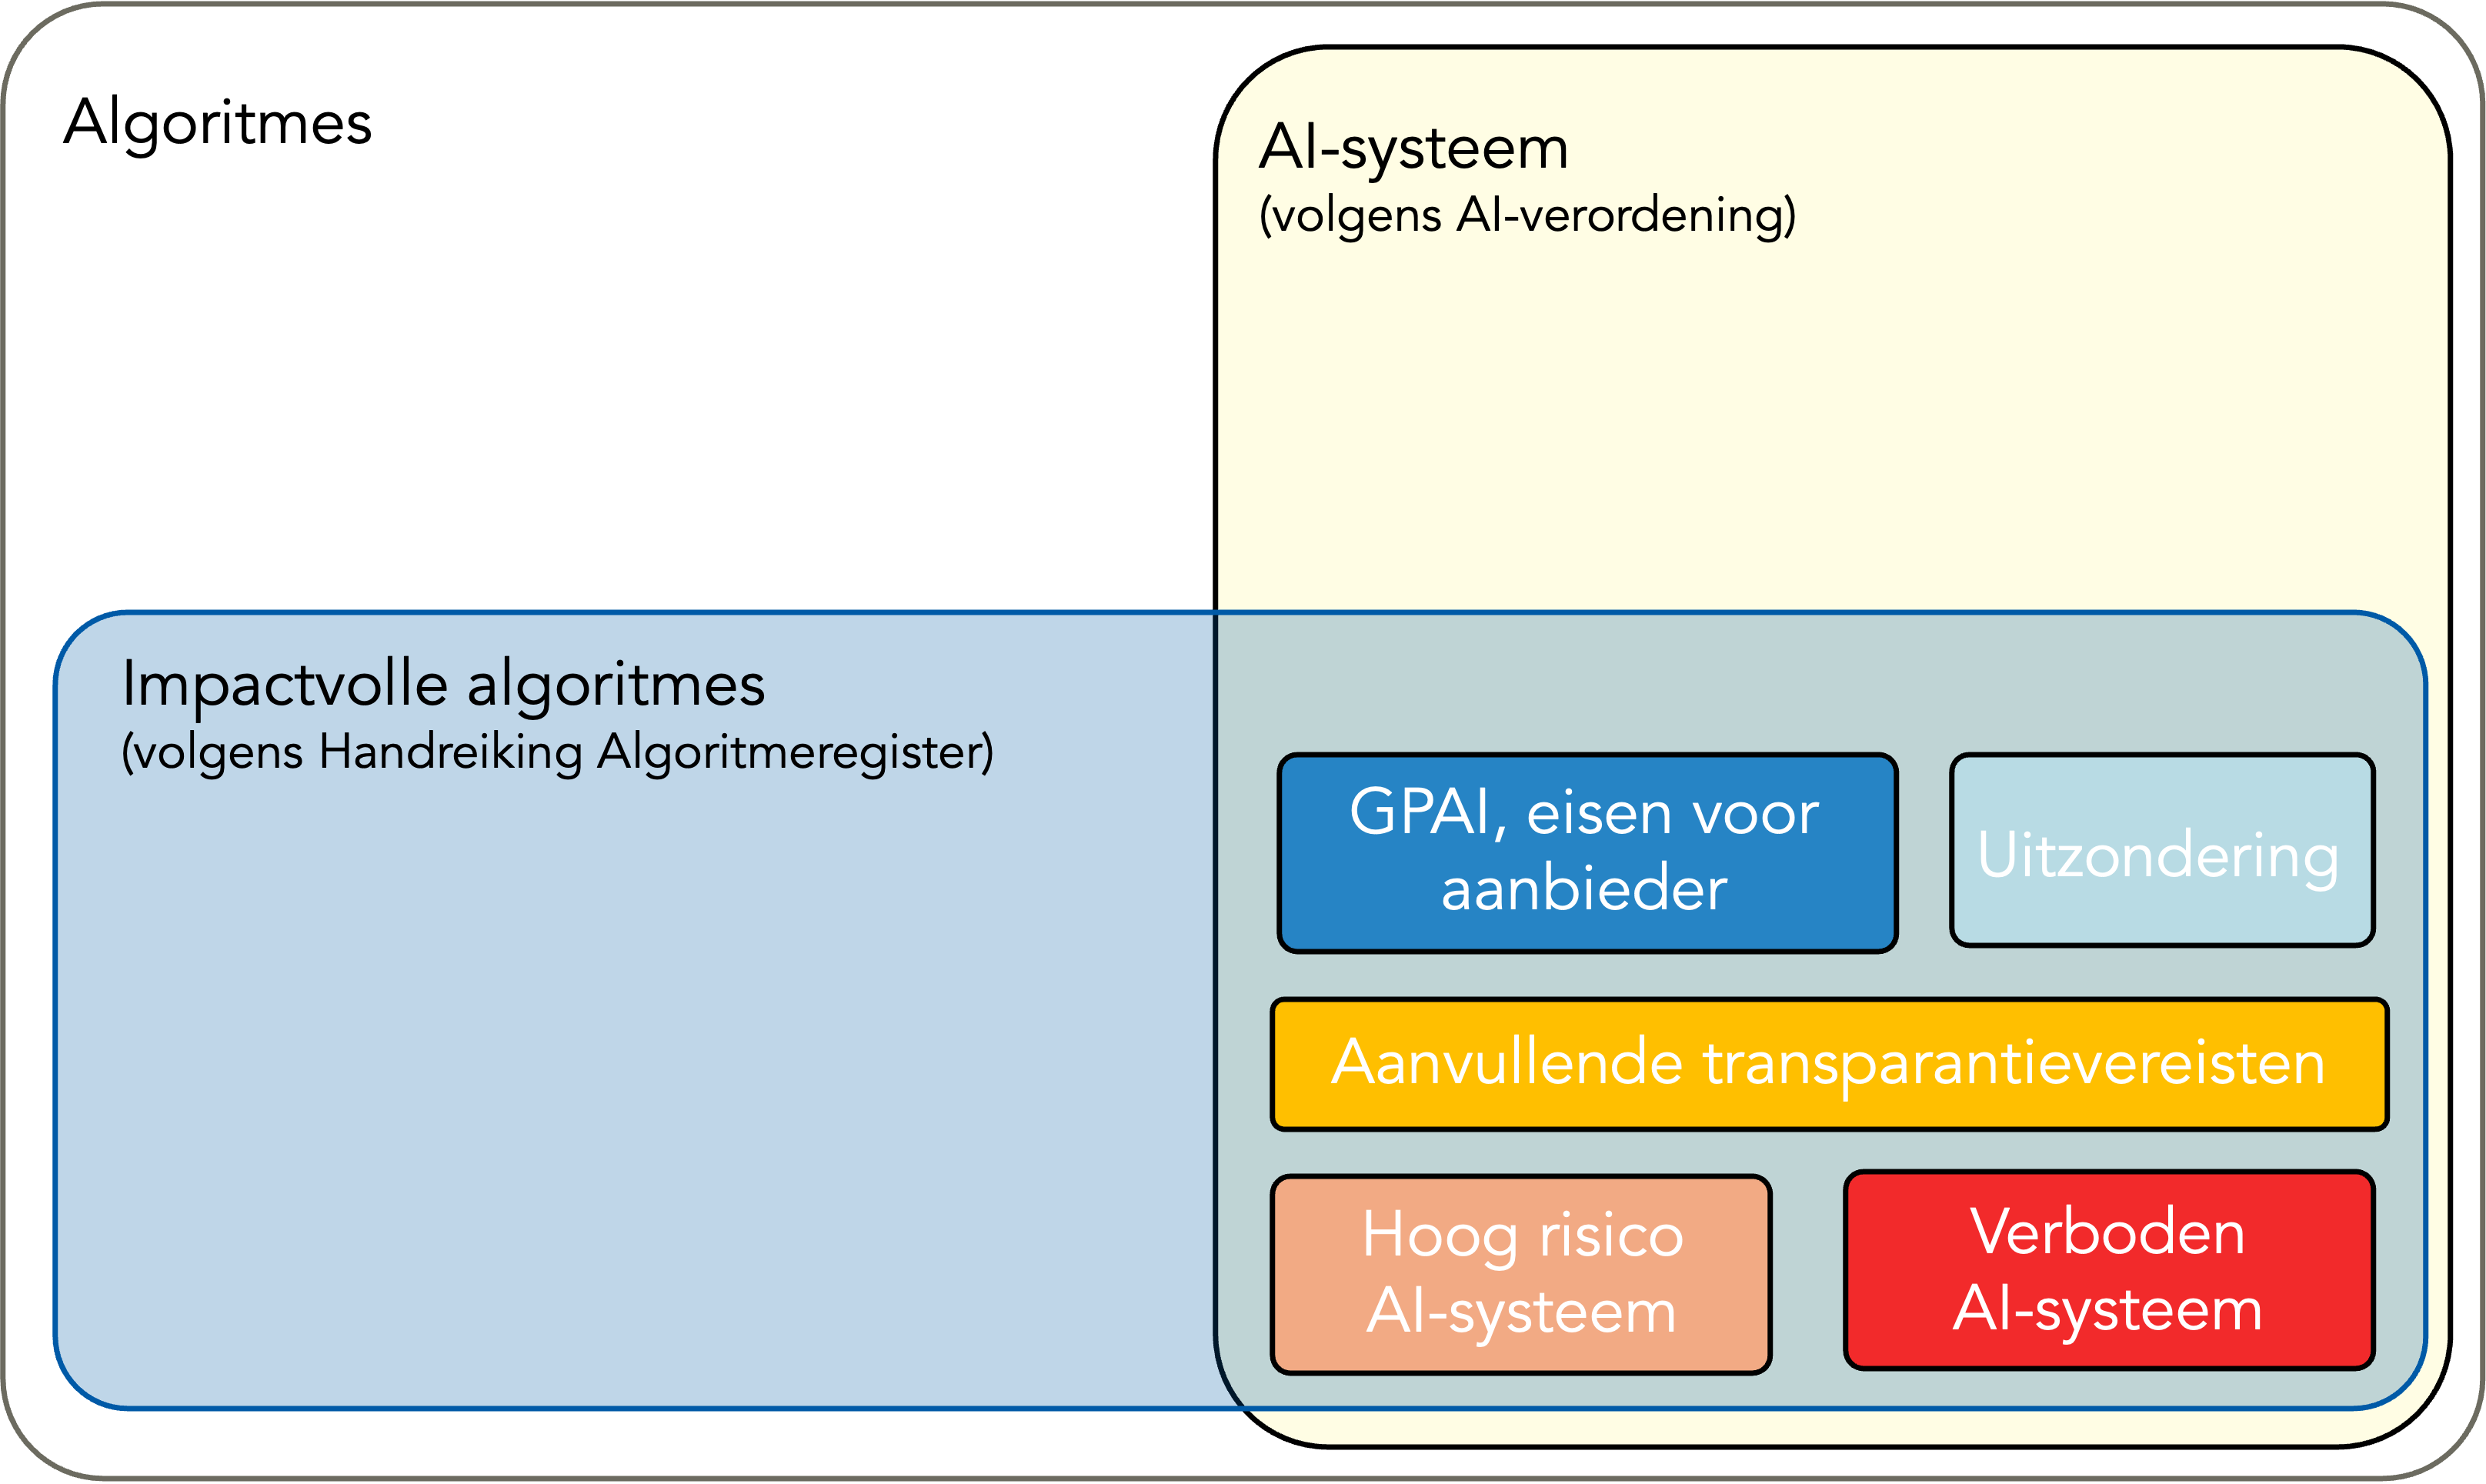 Algoritmes
AI-systeem
(volgens AI-verordening)
Impactvolle algoritmes
(volgens Handreiking Algoritmeregister)
GPAI, eisen voor
aanbieder
Uitzondering
Aanvullende transparantievereisten
Hoog risico
AI-systeem
Verboden
AI-systeem